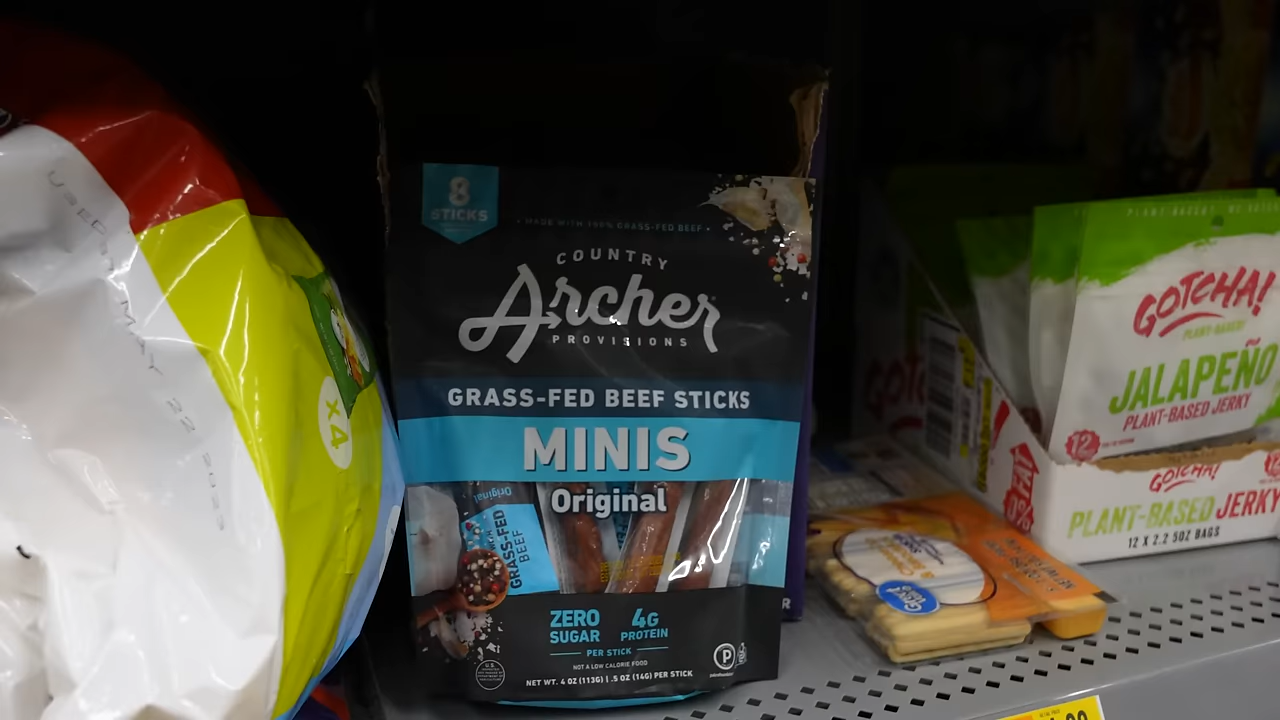 8
STICKS
• MADE WITH 100% GRASS-FED BEEF •
COUNTRY
Archer
PROVISIONS
GRASS-FED BEEF STICKS
MINIS
Original
Original
GRASS-FED
BEEF
ZERO
SUGAR
4G
PROTEIN
PER STICK
NOT A LOW CALORIE FOOD
NET WT. 4 OZ (113G) | .5 OZ (14G) PER STICK
P
U.S.
X4
GOTCHA!
PLANT-BASED!
JALAPEÑO
PLANT-BASED JERKY
12
GOTCHA!
PLANT-BASED JERKY
12 X 2.2 5OZ BAGS
0% FAT